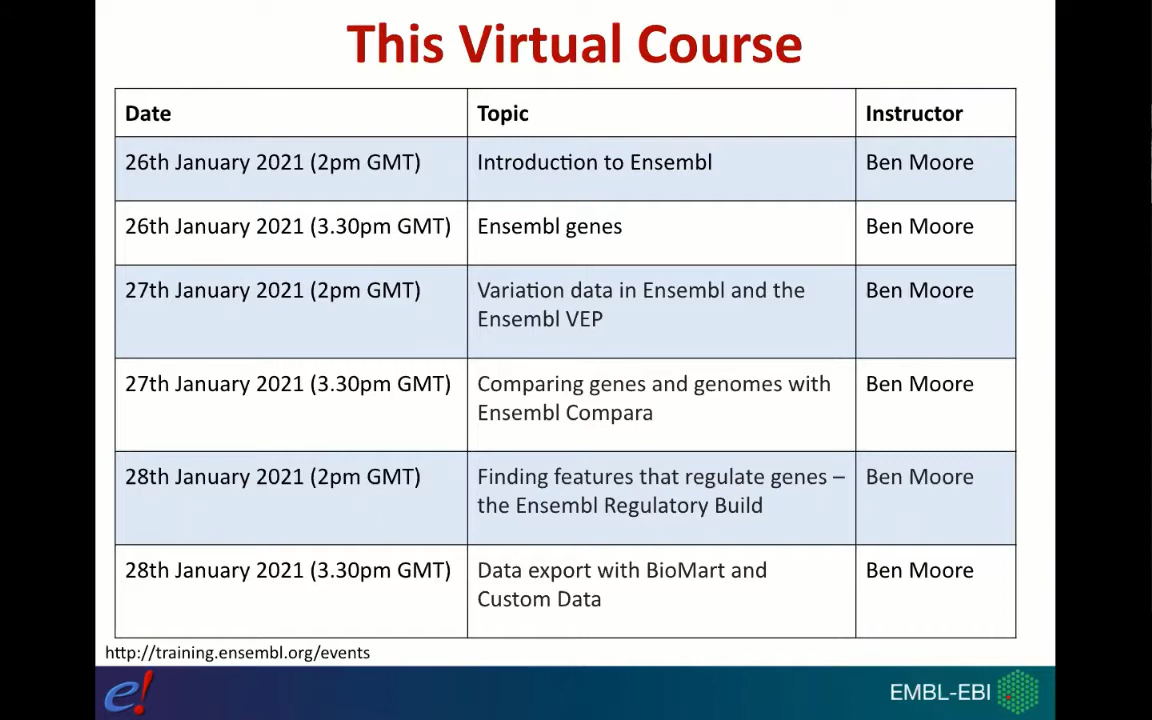 This Virtual Course
Date Topic Instructor
26th January 2021 (2pm GMT) Introduction to Ensembl Ben Moore
26th January 2021 (3.30pm GMT) Ensembl genes Ben Moore
27th January 2021 (2pm GMT) Variation data in Ensembl and the Ben Moore
Ensembl VEP
27th January 2021 (3.30pm GMT) Comparing genes and genomes with Ben Moore
Ensembl Compara
28th January 2021 (2pm GMT) Finding features that regulate genes – Ben Moore
the Ensembl Regulatory Build
28th January 2021 (3.30pm GMT) Data export with BioMart and Ben Moore
Custom Data
http://training.ensembl.org/events
e!
EMBL-EBI